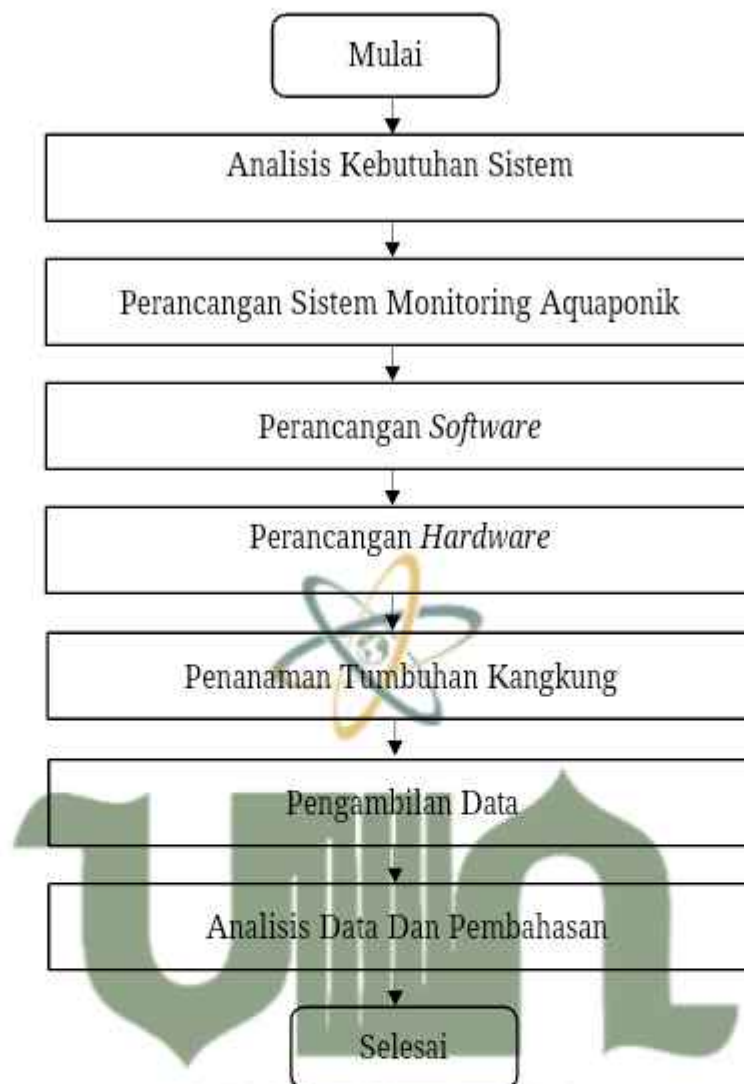 Mulai
Analisis Kebutuhan Sistem
Perancangan Sistem Monitoring Aquaponik
Perancangan Software
Perancangan Hardware
Penanaman Tumbuhan Kangkung
Pengambilan Data
Analisis Data Dan Pembahasan
Selesai